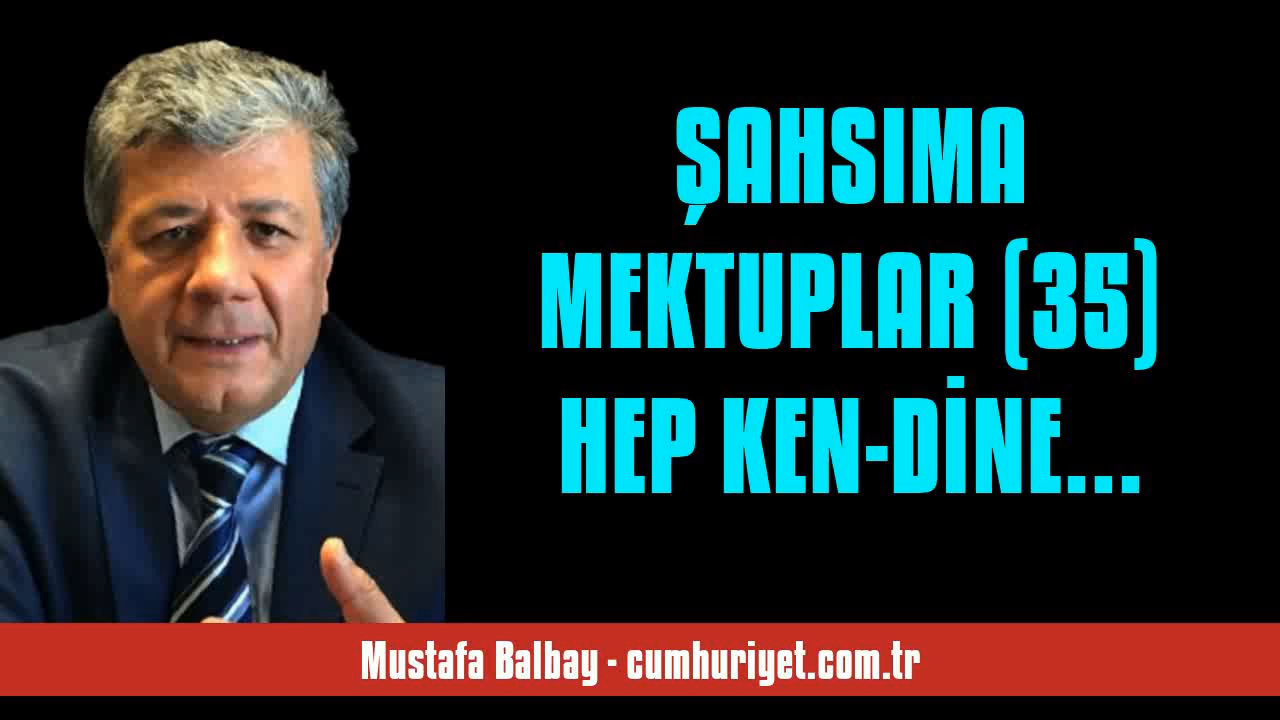 ŞAHSIMA
MEKTUPLAR (35)
HEP KEN-DİNE...
Mustafa Balbay - cumhuriyet.com.tr